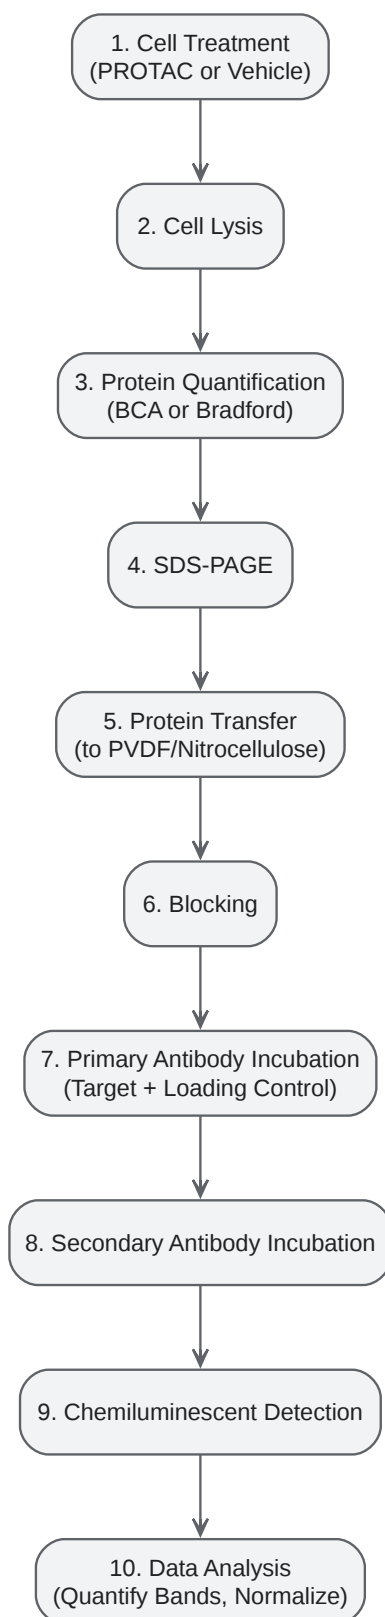 1. Cell Treatment
(PROTAC or Vehicle)
2. Cell Lysis
3. Protein Quantification
(BCA or Bradford)
4. SDS-PAGE
5. Protein Transfer
(to PVDF/Nitrocellulose)
6. Blocking
7. Primary Antibody Incubation
(Target + Loading Control)
8. Secondary Antibody Incubation
9. Chemiluminescent Detection
10. Data Analysis
(Quantify Bands, Normalize)